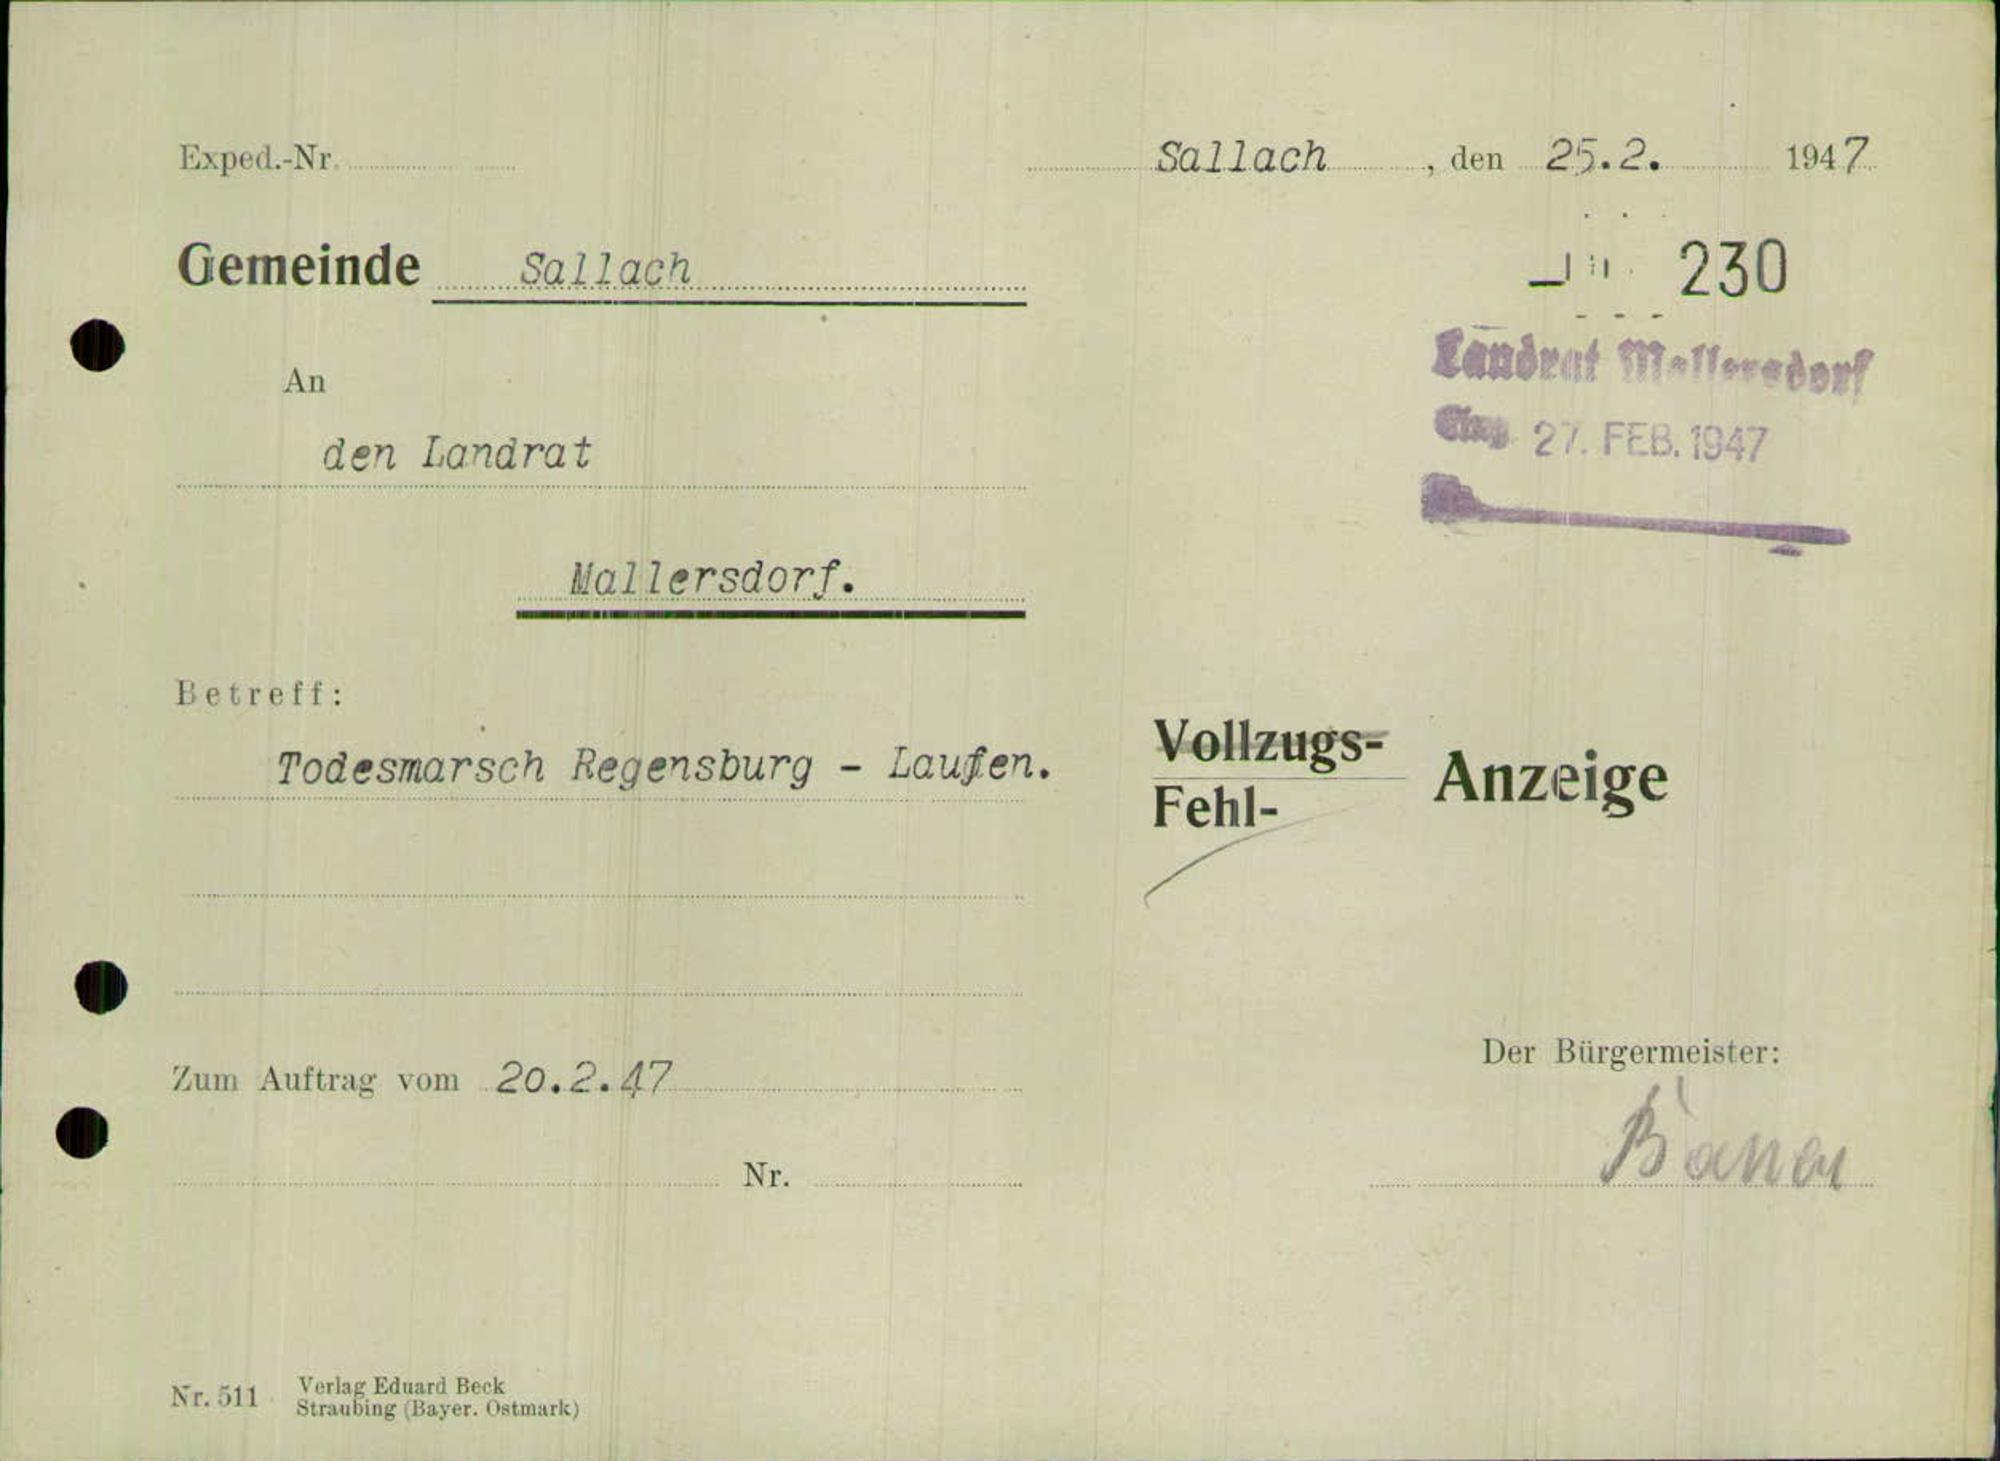 Exped.-Nr.
Sallach, den 25.2. 1947
Gemeinde Sallach
230
Landrat Mallersdorf
Eing. 27. FEB. 1947
An
den Landrat
Mallersdorf.
Betreff:
Todesmarsch Regensburg - Laufen.
Vollzugs-
Fehl-
Anzeige
Zum Auftrag vom 20.2.47
Nr.
Der Bürgermeister:
Nr. 511
Verlag Eduard Beck
Straubing (Bayer. Ostmark)